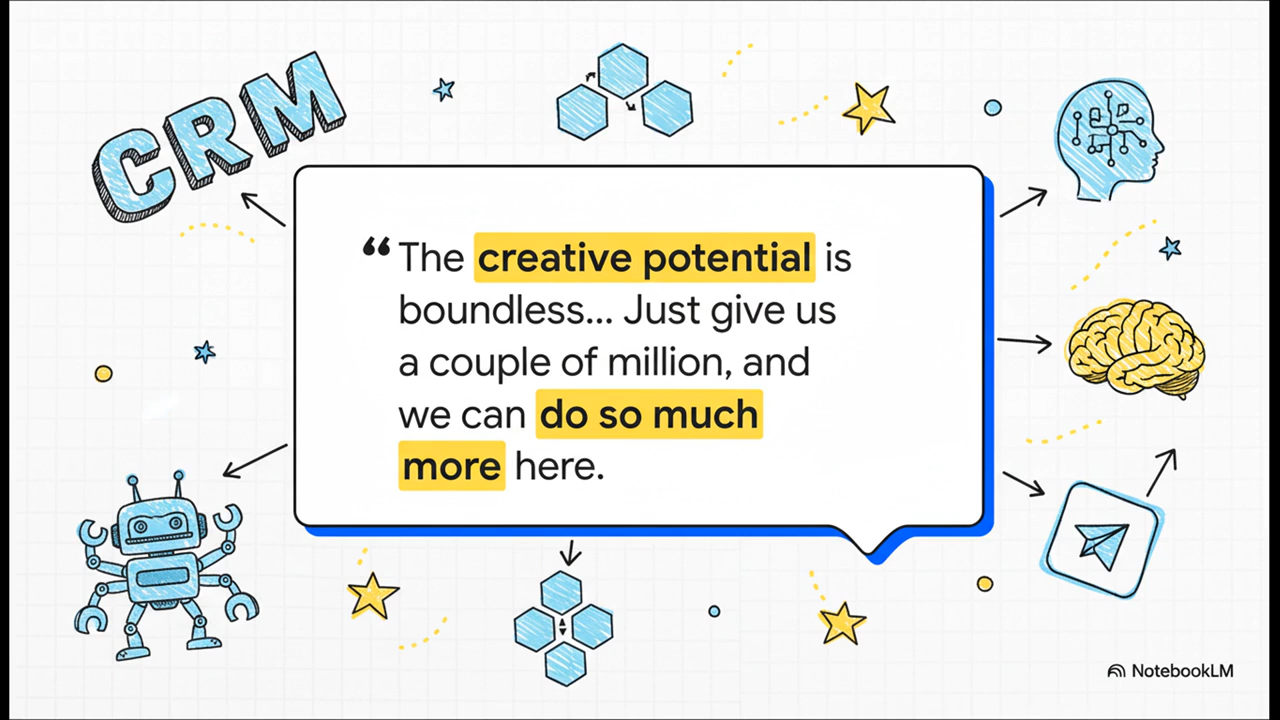 CRM
“The creative potential is
boundless... Just give us
a couple of million, and
we can do so much
more here.
NotebookLM